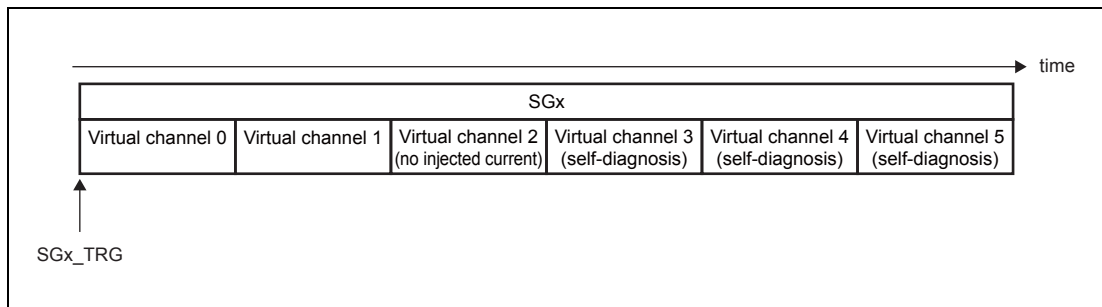 time
SGx
Virtual channel 0
Virtual channel 1
Virtual channel 2
(no injected current)
Virtual channel 3
(self-diagnosis)
Virtual channel 4
(self-diagnosis)
Virtual channel 5
(self-diagnosis)
SGx_TRG